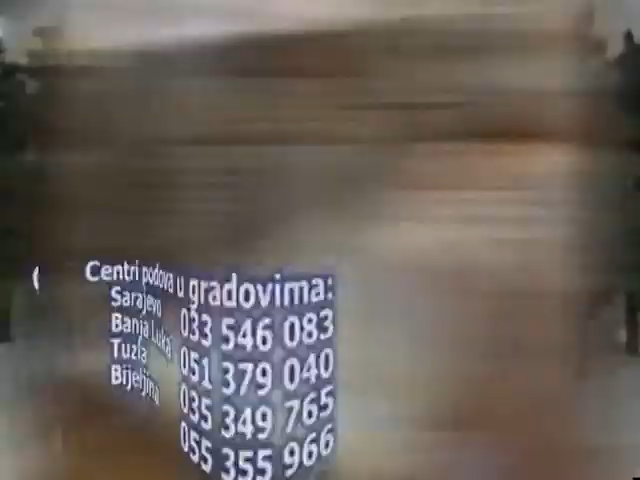 Centri podova u gradovima:
Sarajevo 033 546 083
Banja Luka 051 379 040
Tuzla 035 349 765
Bijeljina 055 355 966